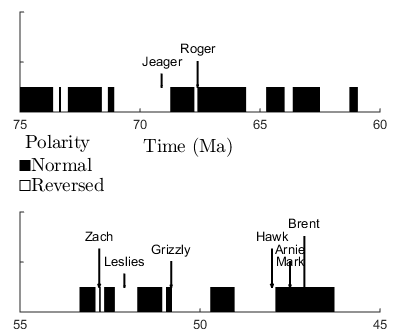 Roger
Jeager
75 70 65 60
Time (Ma)
Polarity
Normal
Reversed
Brent
Zach Hawk
Arnie
Grizzly
Leslies Mark
55 50 45